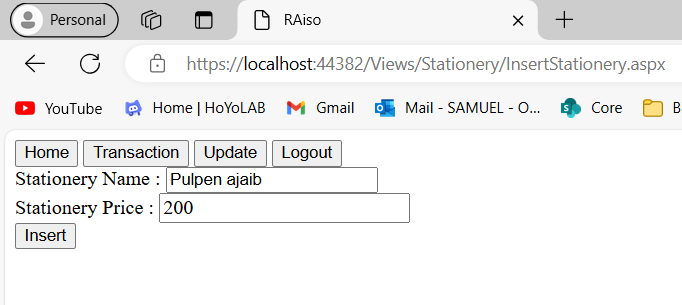 Personal RAiso
https://localhost:44382/Views/Stationery/InsertStationery.aspx
YouTube Home | HoYoLAB Gmail Mail - SAMUEL - O... Core B
Home Transaction Update Logout
Stationery Name : Pulpen ajaib
Stationery Price : 200
Insert